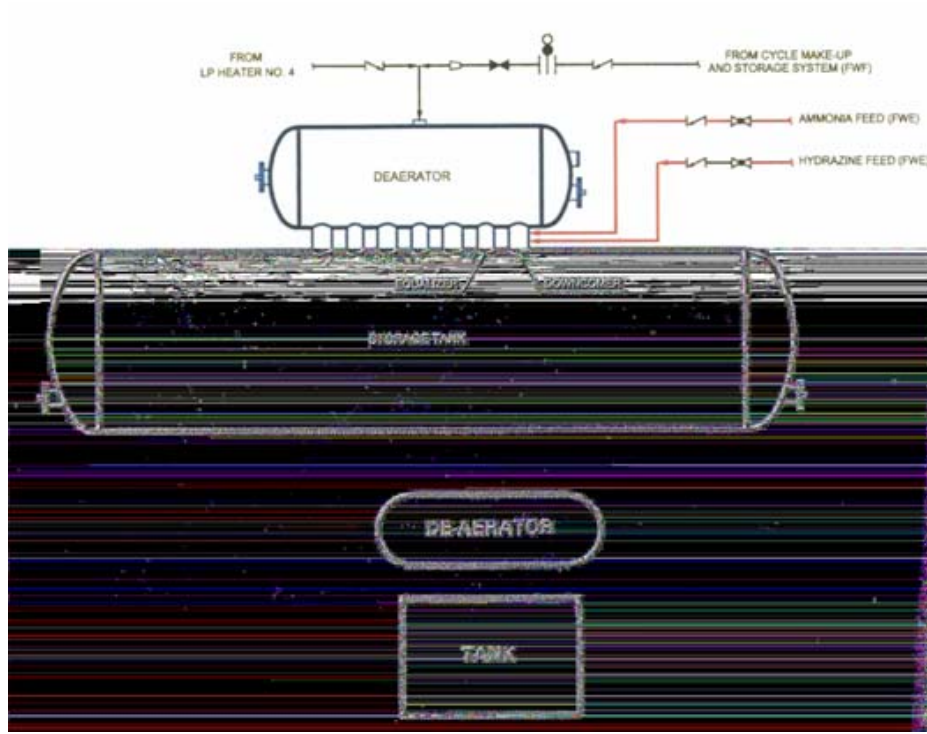 FROM
LP HEATER NO. 4
FROM CYCLE MAKE-UP
AND STORAGE SYSTEM (FWF)
AMMONIA FEED (FWE)
HYDRAZINE FEED (FWE)
DEAERATOR
EQUALIZER
DOWNCOMER
STORAGE TANK
DE-AERATOR
TANK